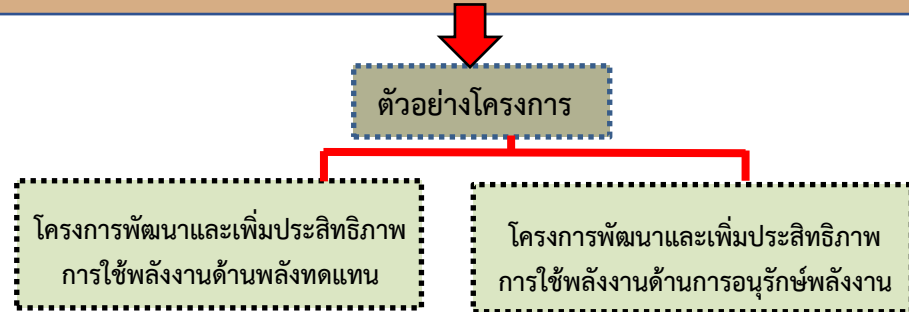 ตัวอย่างโครงการ
โครงการพัฒนาและเพิ่มประสิทธิภาพ
การใช้พลังงานด้านพลังทดแทน
โครงการพัฒนาและเพิ่มประสิทธิภาพ
การใช้พลังงานด้านการอนุรักษ์พลังงาน